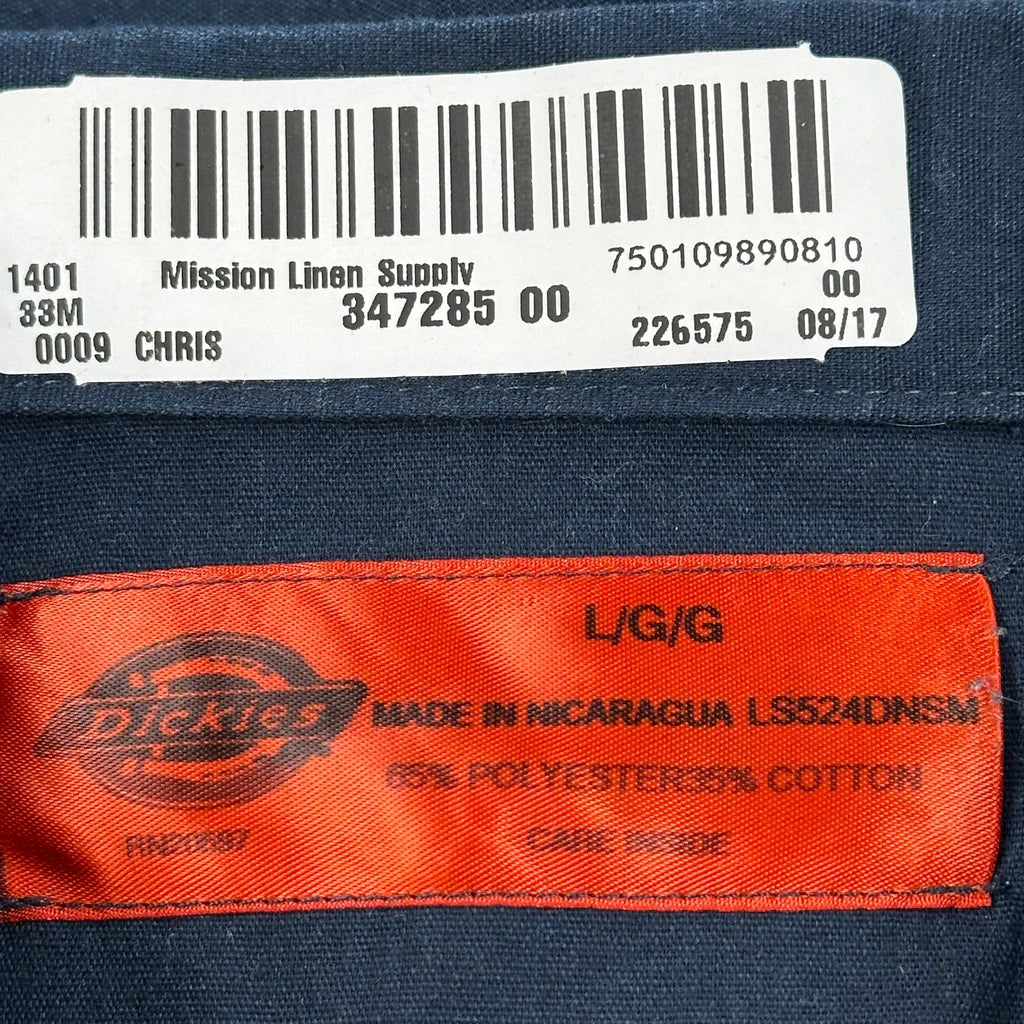 750109890810
1401 Mission Linen Supply 00
33M 347285 00
0009 CHRIS 226575 08/17
L/G/G
Dickies
MADE IN NICARAGUA LS524DNSM
65% POLYESTER35% COTTON
CARE INSIDE